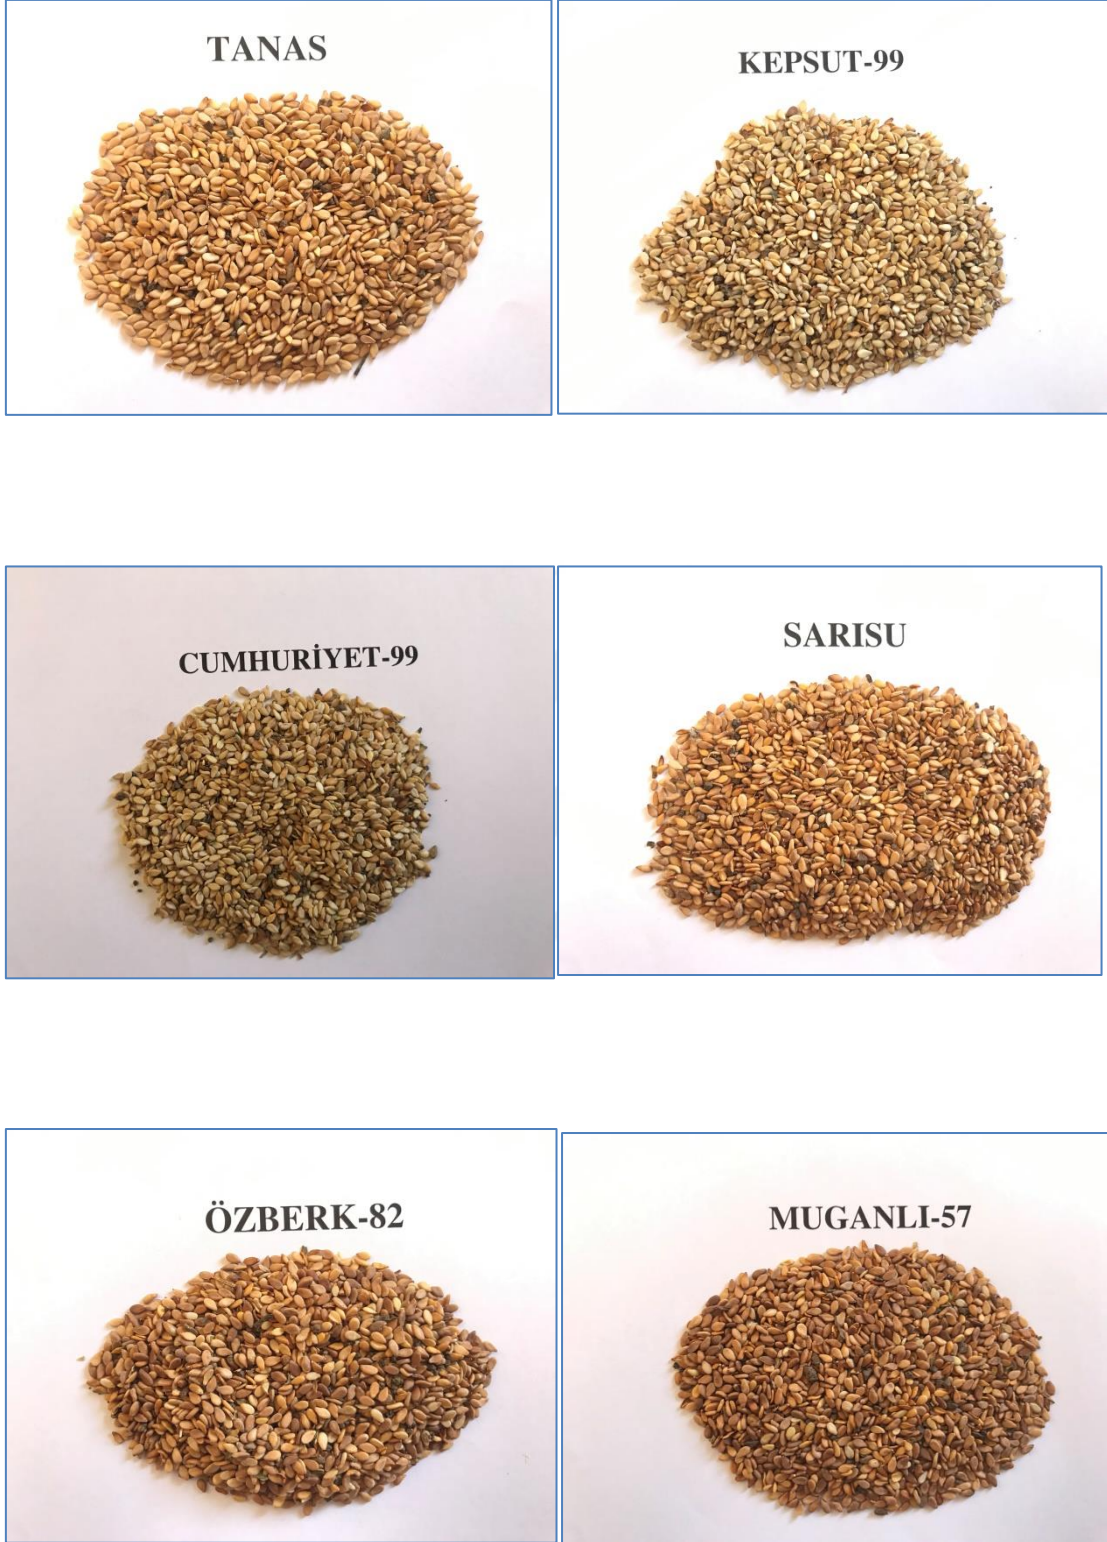 TANAS
KEPSUT-99
CUMHURİYET-99
SARISU
ÖZBERK-82
MUGANLI-57